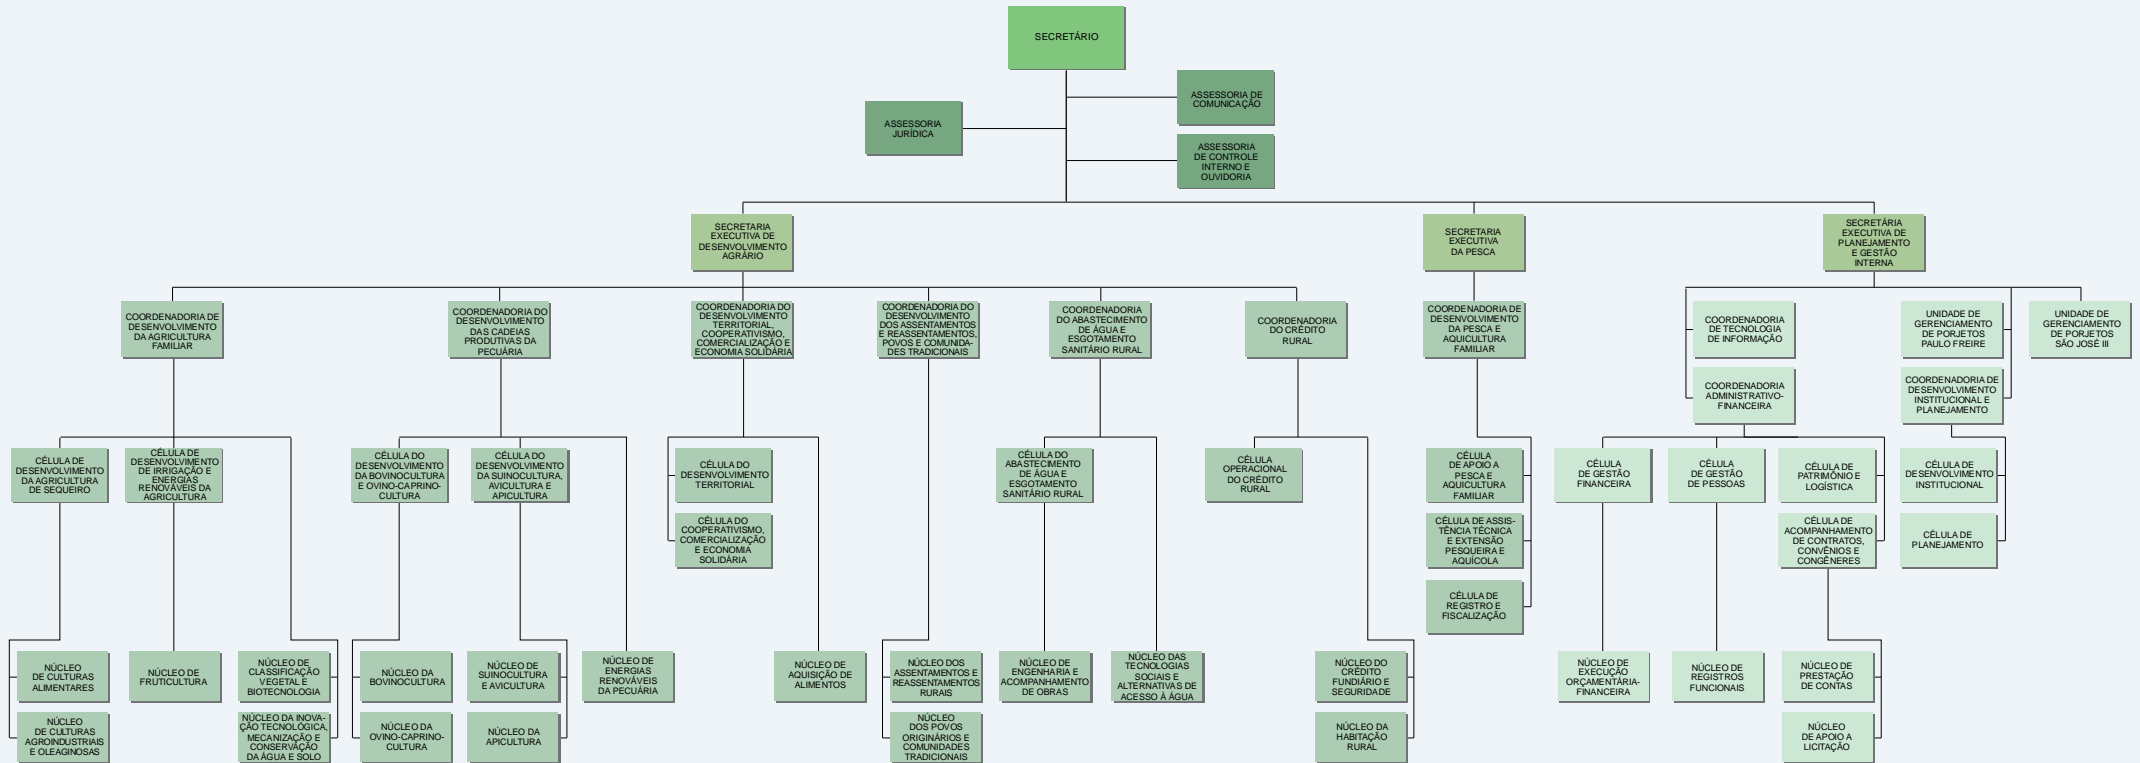 SECRETÁRIO
ASSESSORIA DE
COMUNICAÇÃO
ASSESSORIA
JURÍDICA
ASSESSORIA
DE CONTROLE
INTERNO E
OUVIDORIA
SECRETARIA
EXECUTIVA DE
DESENVOLVIMENTO
AGRÁRIO
SECRETARIA
EXECUTIVA
DA PESCA
SECRETÁRIA
EXECUTIVA DE
PLANEJAMENTO
E GESTÃO
INTERNA
COORDENADORIA DE
DESENVOLVIMENTO
DA AGRICULTURA
FAMILIAR
COORDENADORIA DO
DESENVOLVIMENTO
DAS CADEIAS
PRODUTIVAS DA
PECUÁRIA
COORDENADORIA DO
DESENVOLVIMENTO
TERRITORIAL,
COOPERATIVISMO,
COMERCIALIZAÇÃO E
ECONOMIA SOLIDÁRIA
COORDENADORIA DO
DESENVOLVIMENTO
DOS ASSENTAMENTOS
E REASSENTAMENTOS,
POVOS E COMUNIDA-
DES TRADICIONAIS
COORDENADORIA
DO ABASTECIMENTO
DE ÁGUA E
ESGOTAMENTO
SANITÁRIO RURAL
COORDENADORIA
DO CRÉDITO
RURAL
COORDENADORIA DE
DESENVOLVIMENTO
DA PESCA E
AQUICULTURA
FAMILIAR
COORDENADORIA
DE TECNOLOGIA
DE INFORMAÇÃO
UNIDADE DE
GERENCIAMENTO
DE PORJETOS
PAULO FREIRE
UNIDADE DE
GERENCIAMENTO
DE PORJETOS
SÃO JOSÉ III
COORDENADORIA
ADMINISTRATIVO-
FINANCEIRA
COORDENADORIA DE
DESENVOLVIMENTO
INSTITUCIONAL E
PLANEJAMENTO
CÉLULA DE
DESENVOLVIMENTO
DA AGRICULTURA
DE SEQUEIRO
CÉLULA DE
DESENVOLVIMENTO
DE IRRIGAÇÃO E
ENERGIAS
RENOVÁVEIS DA
AGRICULTURA
CÉLULA DO
DESENVOLVIMENTO
DA BOVINOCULTURA
E OVINO-CAPRINO-
CULTURA
CÉLULA DO
DESENVOLVIMENTO
DA SUINOCULTURA,
AVICULTURA E
APICULTURA
CÉLULA DO
DESENVOLVIMENTO
TERRITORIAL
CÉLULA DO
ABASTECIMENTO
DE ÁGUA E
ESGOTAMENTO
SANITÁRIO RURAL
CÉLULA
OPERACIONAL
DO CRÉDITO
RURAL
CÉLULA
DE APOIO A
PESCA E
AQUICULTURA
FAMILIAR
CÉLULA
DE GESTÃO
FINANCEIRA
CÉLULA
DE GESTÃO
DE PESSOAS
CÉLULA DE
PATRIMÔNIO E
LOGÍSTICA
CÉLULA DE
DESENVOLVIMENTO
INSTITUCIONAL
CÉLULA DO
COOPERATIVISMO,
COMERCIALIZAÇÃO
E ECONOMIA
SOLIDÁRIA
CÉLULA DE ASSIS-
TÊNCIA TÉCNICA
E EXTENSÃO
PESQUEIRA E
AQUÍCOLA
CÉLULA DE
ACOMPANHAMENTO
DE CONTRATOS,
CONVÊNIOS E
CONGÊNERES
CÉLULA DE
PLANEJAMENTO
CÉLULA DE
REGISTRO E
FISCALIZAÇÃO
NÚCLEO
DE CULTURAS
ALIMENTARES
NÚCLEO DE
FRUTICULTURA
NÚCLEO DE
CLASSIFICAÇÃO
VEGETAL E
BIOTECNOLOGIA
NÚCLEO DA
BOVINOCULTURA
NÚCLEO DE
SUINOCULTURA
E AVICULTURA
NÚCLEO DE
ENERGIAS
RENOVÁVEIS
DA PECUÁRIA
NÚCLEO DE
AQUISIÇÃO DE
ALIMENTOS
NÚCLEO DOS
ASSENTAMENTOS E
REASSENTAMENTOS
RURAIS
NÚCLEO DE
ENGENHARIA E
ACOMPANHAMENTO
DE OBRAS
NÚCLEO DAS
TECNOLOGIAS
SOCIAIS E
ALTERNATIVAS DE
ACESSO À ÁGUA
NÚCLEO DO
CRÉDITO
FUNDIÁRIO E
SEGURIDADE
NÚCLEO DE
EXECUÇÃO
ORÇAMENTÁRIA-
FINANCEIRA
NÚCLEO DE
REGISTROS
FUNCIONAIS
NÚCLEO DE
PRESTAÇÃO
DE CONTAS
NÚCLEO
DE CULTURAS
AGROINDUSTRIAIS
E OLEAGINOSAS
NÚCLEO DA INOVA-
ÇÃO TECNOLÓGICA,
MECANIZAÇÃO E
CONSERVAÇÃO
DA ÁGUA E SOLO
NÚCLEO DA
OVINO-CAPRINO-
CULTURA
NÚCLEO DA
APICULTURA
NÚCLEO
DOS POVOS
ORIGINÁRIOS E
COMUNIDADES
TRADICIONAIS
NÚCLEO DA
HABITAÇÃO
RURAL
NÚCLEO
DE APOIO A
LICITAÇÃO